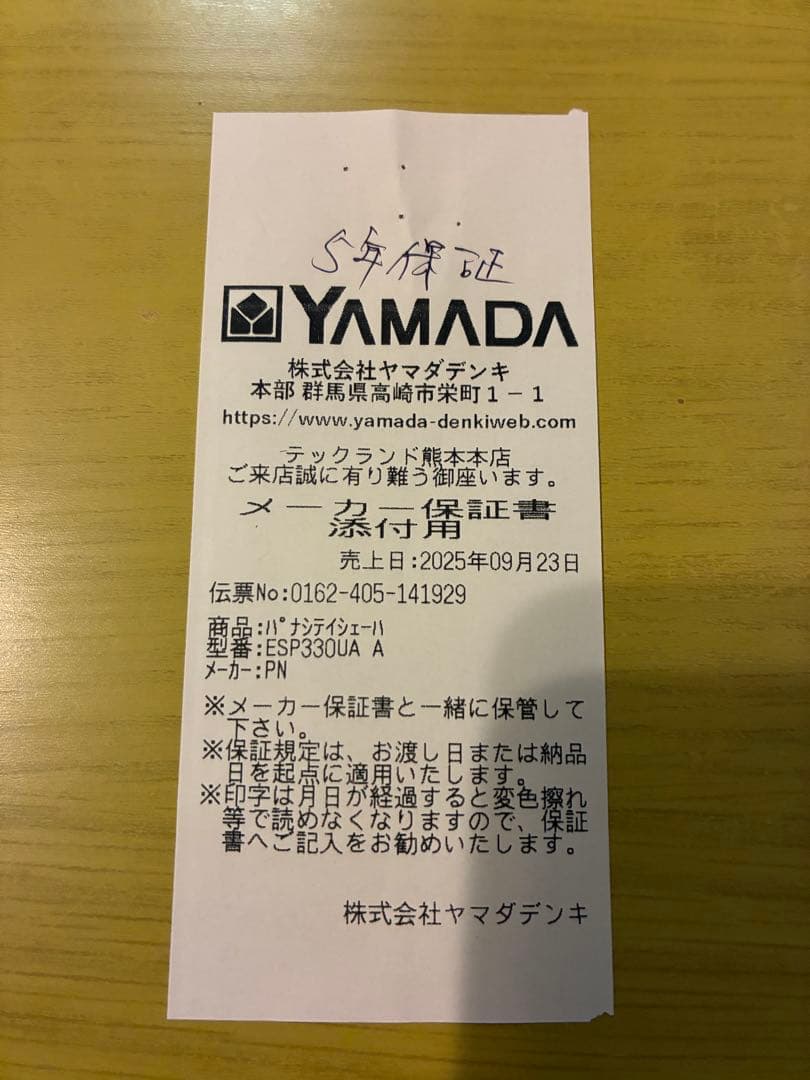 5年保証
YAMADA
株式会社ヤマダデンキ
本部 群馬県高崎市栄町1-1
https://www.yamada-denkiweb.com
テックランド熊本本店
ご来店誠に有り難う御座います。
メーカー保証書
添付用
売上日:2025年09月23日
伝票No:0162-405-141929
商品:ﾊﾟﾅｼﾃｲｼｪｰﾊ
型番:ESP330UA A
ﾒｰｶｰ:PN
※メーカー保証書と一緒に保管して
下さい。
※保証規定は、お渡し日または納品
日を起点に適用いたします。
※印字は月日が経過すると変色擦れ
等で読めなくなりますので、保証
書へご記入をお勧めいたします。
株式会社ヤマダデンキ